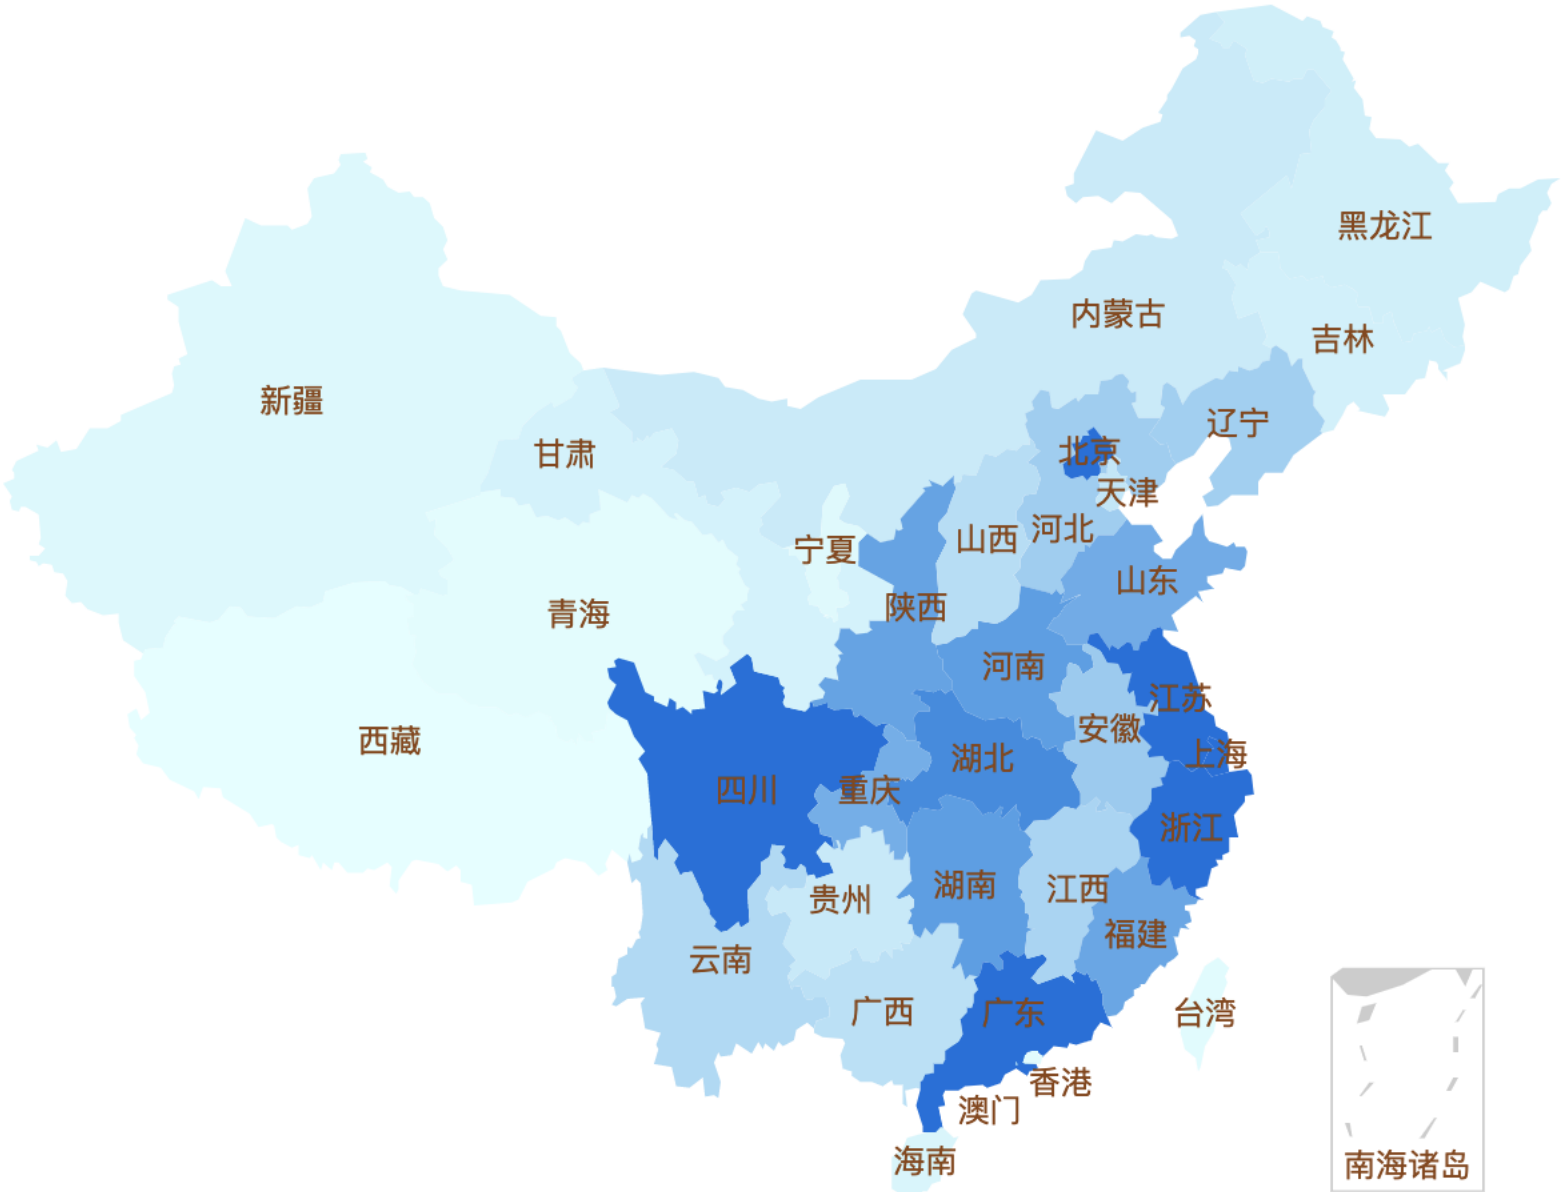 黑龙江
内蒙古
吉林
新疆
辽宁
甘肃
北京
天津
河北
山西
宁夏
山东
陕西
青海
河南
江苏
安徽
西藏
上海
湖北
四川
重庆
浙江
湖南
江西
贵州
福建
云南
广西
广东
台湾
香港
澳门
海南
南海诸岛